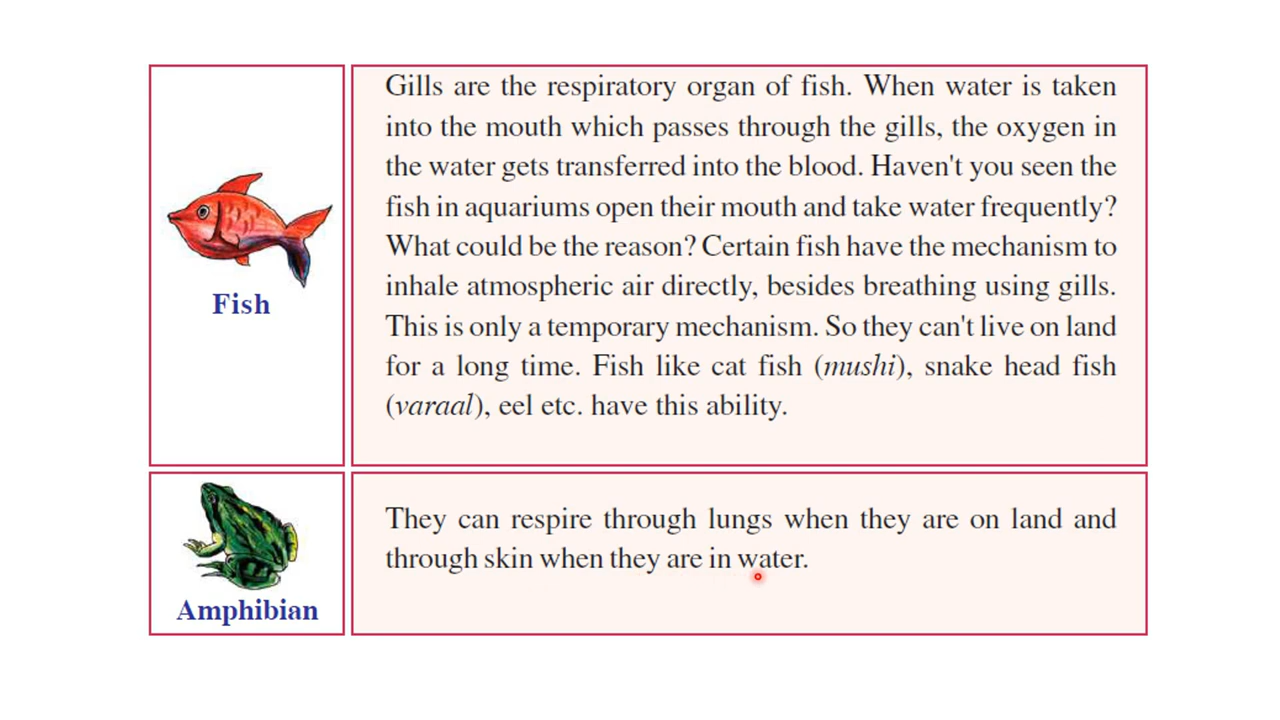 Gills are the respiratory organ of fish. When water is taken
into the mouth which passes through the gills, the oxygen in
the water gets transferred into the blood. Haven't you seen the
fish in aquariums open their mouth and take water frequently?
What could be the reason? Certain fish have the mechanism to
inhale atmospheric air directly, besides breathing using gills.
This is only a temporary mechanism. So they can't live on land
for a long time. Fish like cat fish (mushi), snake head fish
(varaal), eel etc. have this ability.
Fish
They can respire through lungs when they are on land and
through skin when they are in water.
Amphibian